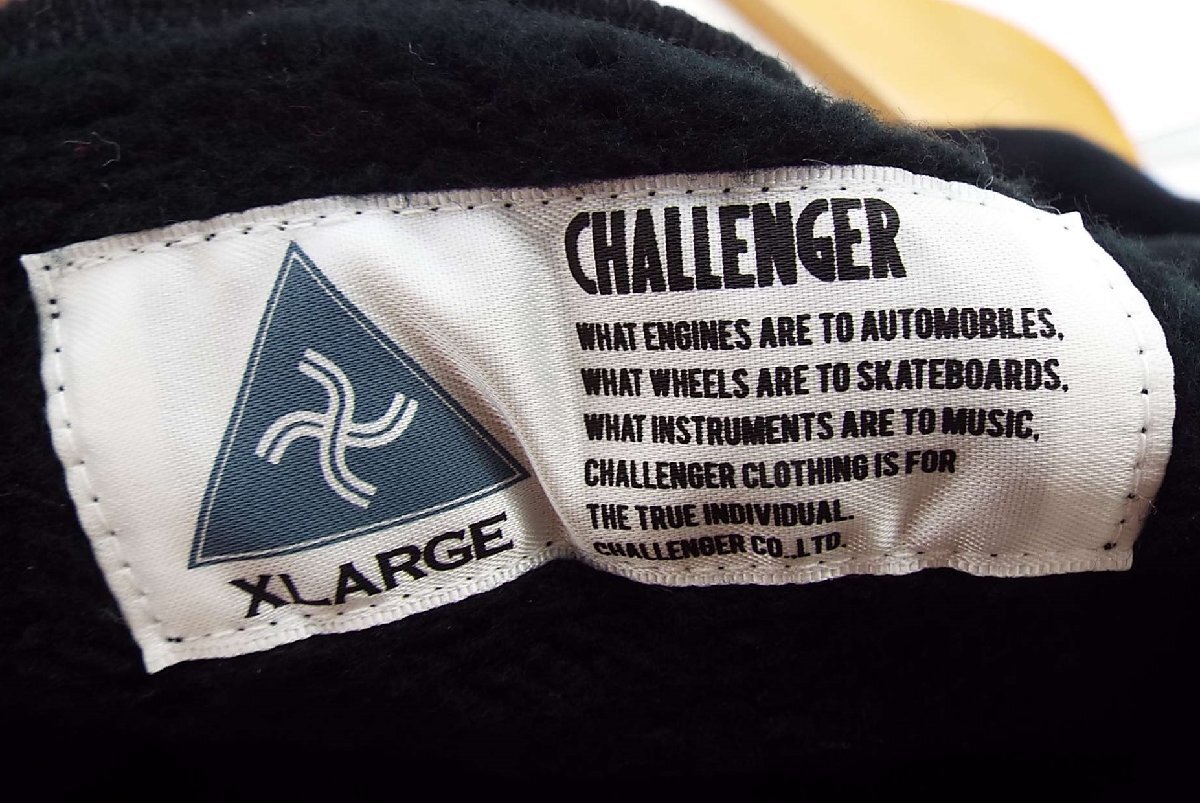 XLARGE
CHALLENGER
WHAT ENGINES ARE TO AUTOMOBILES,
WHAT WHEELS ARE TO SKATEBOARDS,
WHAT INSTRUMENTS ARE TO MUSIC,
CHALLENGER CLOTHING IS FOR
THE TRUE INDIVIDUAL.
CHALLENGER CO.,LTD.